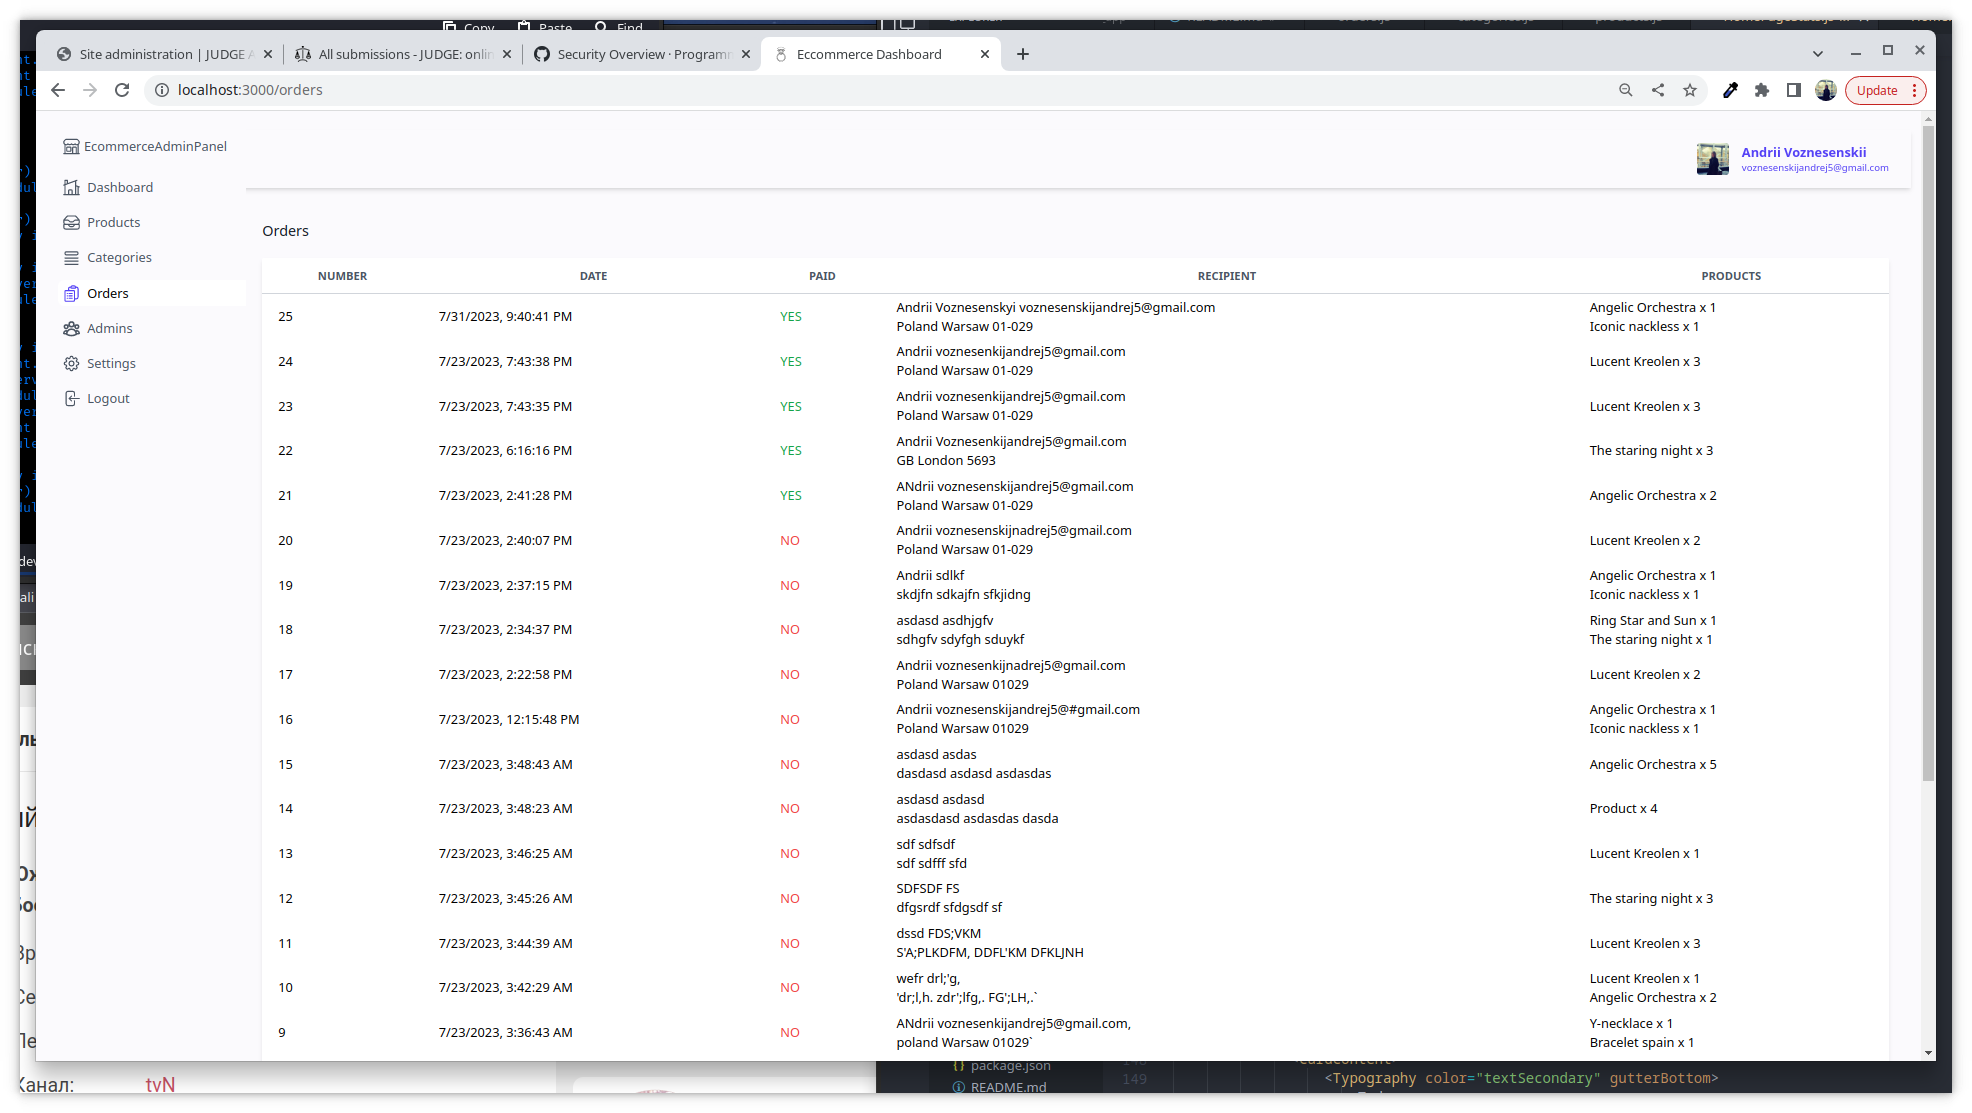 Copy Paste Find
Site administration | JUDGE A
All submissions - JUDGE: onlin
Security Overview · Programm
Eccommerce Dashboard
localhost:3000/orders
Update
EcommerceAdminPanel
Dashboard
Products
Categories
Orders
Admins
Settings
Logout
Andrii Voznesenskii
voznesenskijandrej5@gmail.com
Orders
NUMBER DATE PAID RECIPIENT PRODUCTS
25 7/31/2023, 9:40:41 PM YES Andrii Voznesenskyi voznesenskijandrej5@gmail.com Angelic Orchestra x 1
Poland Warsaw 01-029 Iconic nackless x 1
24 7/23/2023, 7:43:38 PM YES Andrii voznesenkijandrej5@gmail.com Lucent Kreolen x 3
Poland Warsaw 01-029
23 7/23/2023, 7:43:35 PM YES Andrii voznesenkijandrej5@gmail.com Lucent Kreolen x 3
Poland Warsaw 01-029
22 7/23/2023, 6:16:16 PM YES Andrii Voznesenkijandrej5@gmail.com The staring night x 3
GB London 5693
21 7/23/2023, 2:41:28 PM YES ANdrii voznesenskijandrej5@gmail.com Angelic Orchestra x 2
Poland Warsaw 01-029
20 7/23/2023, 2:40:07 PM NO Andrii voznesenskijnadrej5@gmail.com Lucent Kreolen x 2
Poland Warsaw 01-029
19 7/23/2023, 2:37:15 PM NO Andrii sdlkf Angelic Orchestra x 1
skdjfn sdkajfn sfkjidng Iconic nackless x 1
18 7/23/2023, 2:34:37 PM NO asdasd asdhjgfv Ring Star and Sun x 1
sdhgfv sdyfgh sduykf The staring night x 1
17 7/23/2023, 2:22:58 PM NO Andrii voznesenkijnadrej5@gmail.com Lucent Kreolen x 2
Poland Warsaw 01029
16 7/23/2023, 12:15:48 PM NO Andrii voznesenskijandrej5@#gmail.com Angelic Orchestra x 1
Poland Warsaw 01029 Iconic nackless x 1
15 7/23/2023, 3:48:43 AM NO asdasd asdas Angelic Orchestra x 5
dasdasd asdasd asdasdas
14 7/23/2023, 3:48:23 AM NO asdasd asdasd Product x 4
asdasdasd asdasdas dasda
13 7/23/2023, 3:46:25 AM NO sdf sdfsdf Lucent Kreolen x 1
sdf sdfff sfd
12 7/23/2023, 3:45:26 AM NO SDFSDF FS The staring night x 3
dfgsrdf sfdgsdf sf
11 7/23/2023, 3:44:39 AM NO dssd FDS;VKM Lucent Kreolen x 3
S'A;PLKDFM, DDFL'KM DFKLJNH
10 7/23/2023, 3:42:29 AM NO wefr drl;'g, Lucent Kreolen x 1
'dr;l,h. zdr';lfg,. FG';LH,.` Angelic Orchestra x 2
9 7/23/2023, 3:36:43 AM NO ANdrii voznesenkijandrej5@gmail.com, Y-necklace x 1
poland Warsaw 01029` Bracelet spain x 1
package.json
README.md
149 <Typography color="textSecondary" gutterBottom>
Канал: tvN